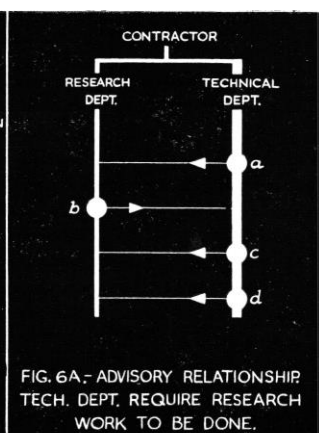 CONTRACTOR
RESEARCH DEPT.
TECHNICAL DEPT.
a
b
c
d
FIG. 6A.- ADVISORY RELATIONSHIP.
TECH. DEPT. REQUIRE RESEARCH
WORK TO BE DONE.